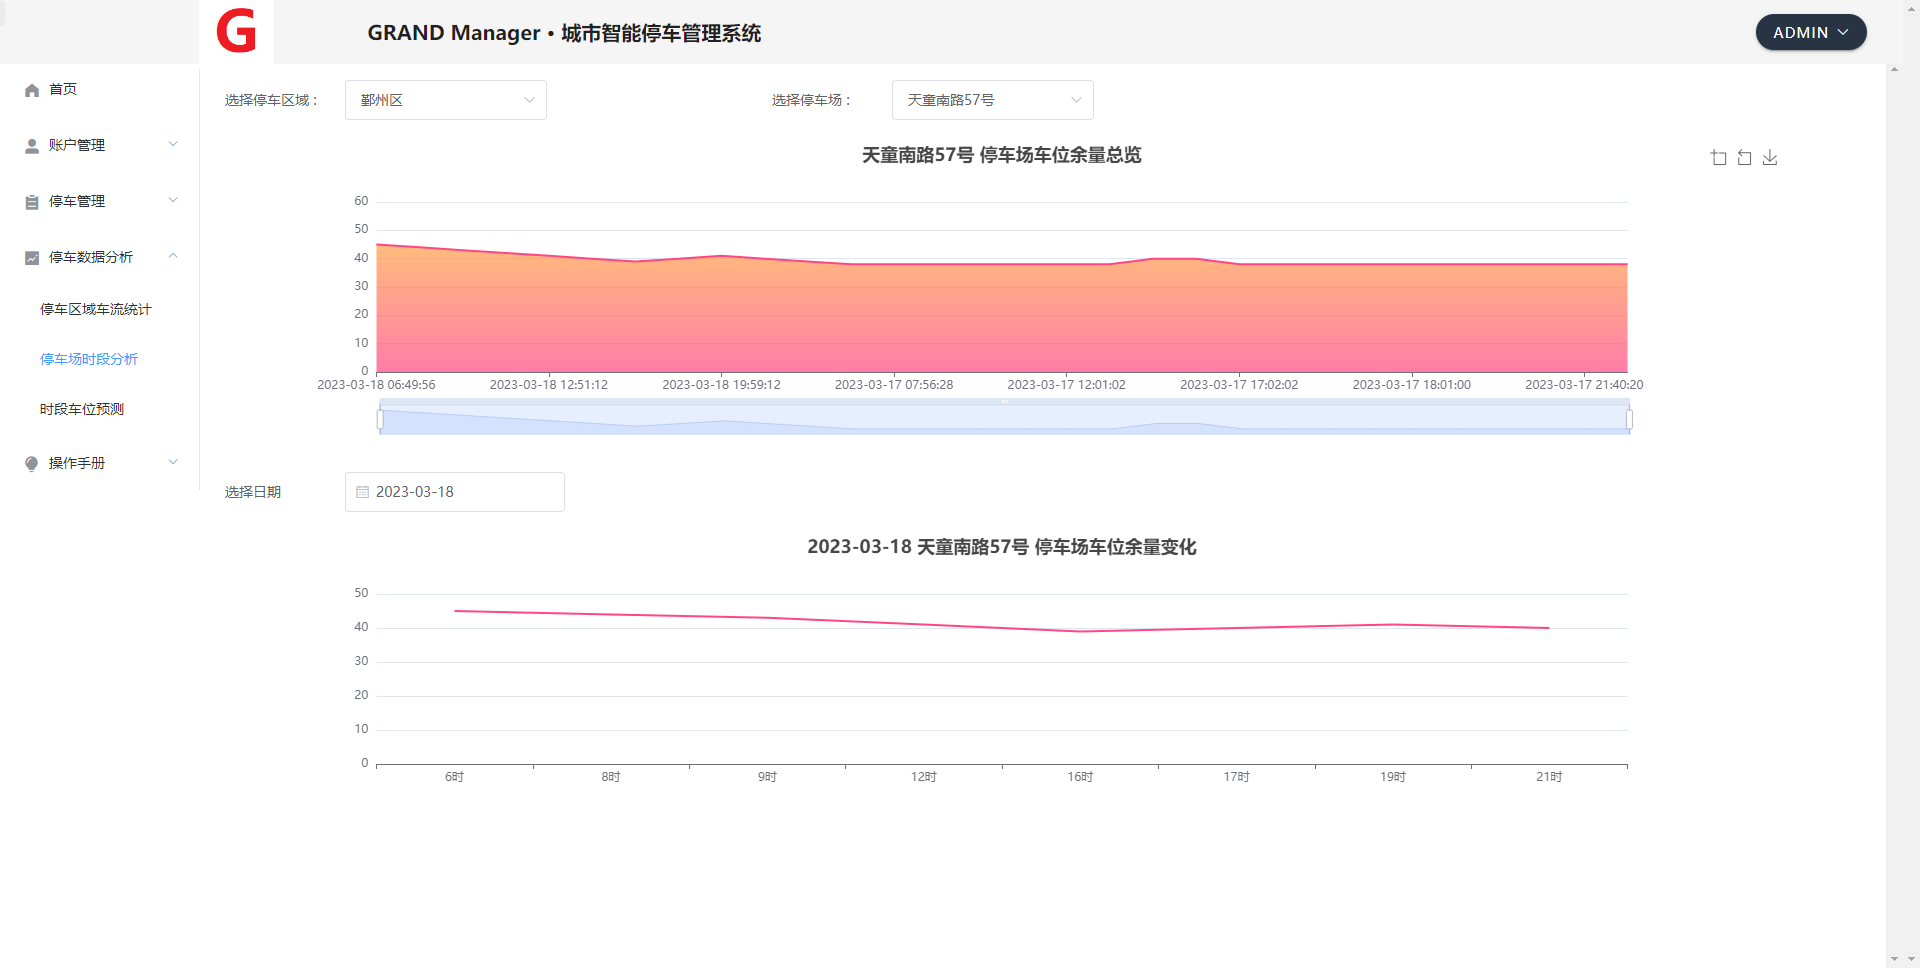 G
GRAND Manager • 城市智能停车管理系统
ADMIN
首页
账户管理
停车管理
停车数据分析
停车区域车流统计
停车场时段分析
时段车位预测
操作手册
选择停车区域：
鄞州区
选择停车场：
天童南路57号
天童南路57号 停车场车位余量总览
60
50
40
30
20
10
0
2023-03-18 06:49:56
2023-03-18 12:51:12
2023-03-18 19:59:12
2023-03-17 07:56:28
2023-03-17 12:01:02
2023-03-17 17:02:02
2023-03-17 18:01:00
2023-03-17 21:40:20
选择日期
2023-03-18
2023-03-18 天童南路57号 停车场车位余量变化
50
40
30
20
10
0
6时
8时
9时
12时
16时
17时
19时
21时